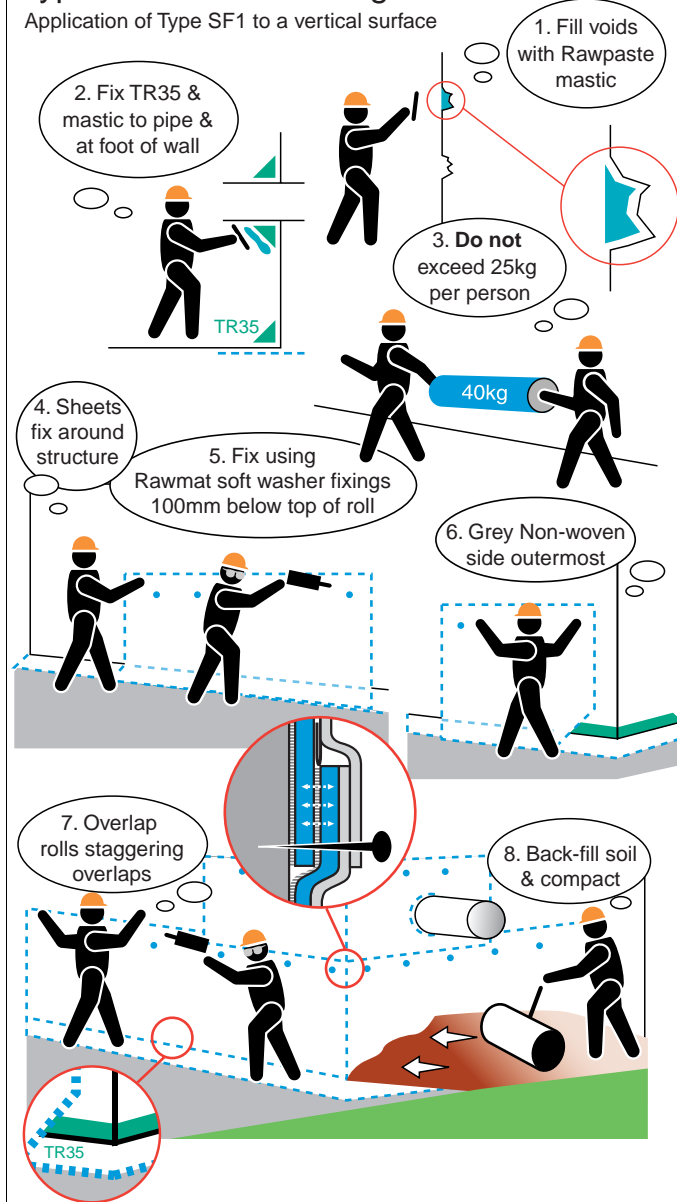 Application of Type SF1 to a vertical surface
1. Fill voids
with Rawpaste
mastic
2. Fix TR35 &
mastic to pipe &
at foot of wall
TR35
3. Do not
exceed 25kg
per person
40kg
4. Sheets
fix around
structure
5. Fix using
Rawmat soft washer fixings
100mm below top of roll
6. Grey Non-woven
side outermost
7. Overlap
rolls staggering
overlaps
8. Back-fill soil
& compact
TR35